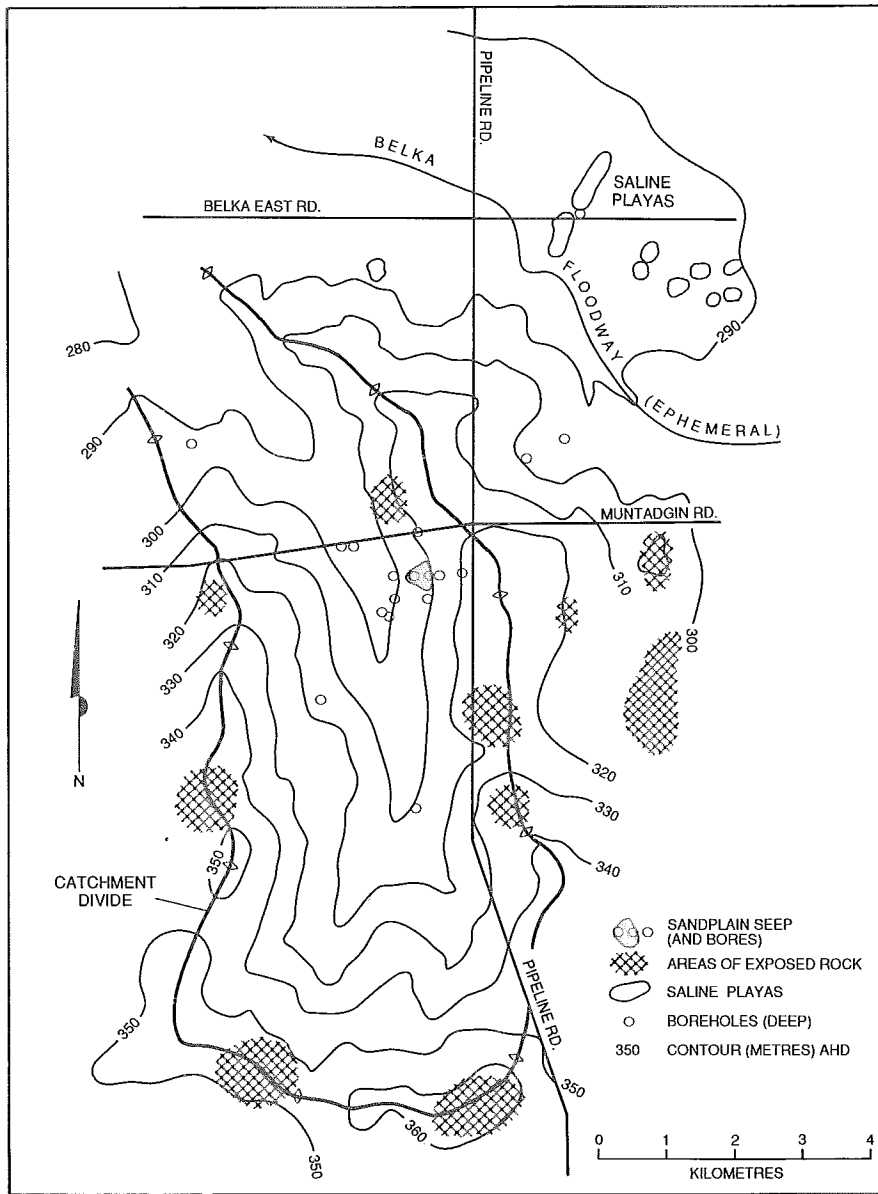 PIPELINE RD.
BELKA
SALINE
PLAYAS
BELKA EAST RD.
FLOODWAY
280
290
(EPHEMERAL)
290
MUNTADGIN RD.
300
310
310
320
300
330
340
320
330
350
340
CATCHMENT
DIVIDE
SANDPLAIN SEEP
(AND BORES)
AREAS OF EXPOSED ROCK
SALINE PLAYAS
BOREHOLES (DEEP)
350 CONTOUR (METRES) AHD
PIPELINE RD.
350
350
360
350
N
0 1 2 3 4
KILOMETRES